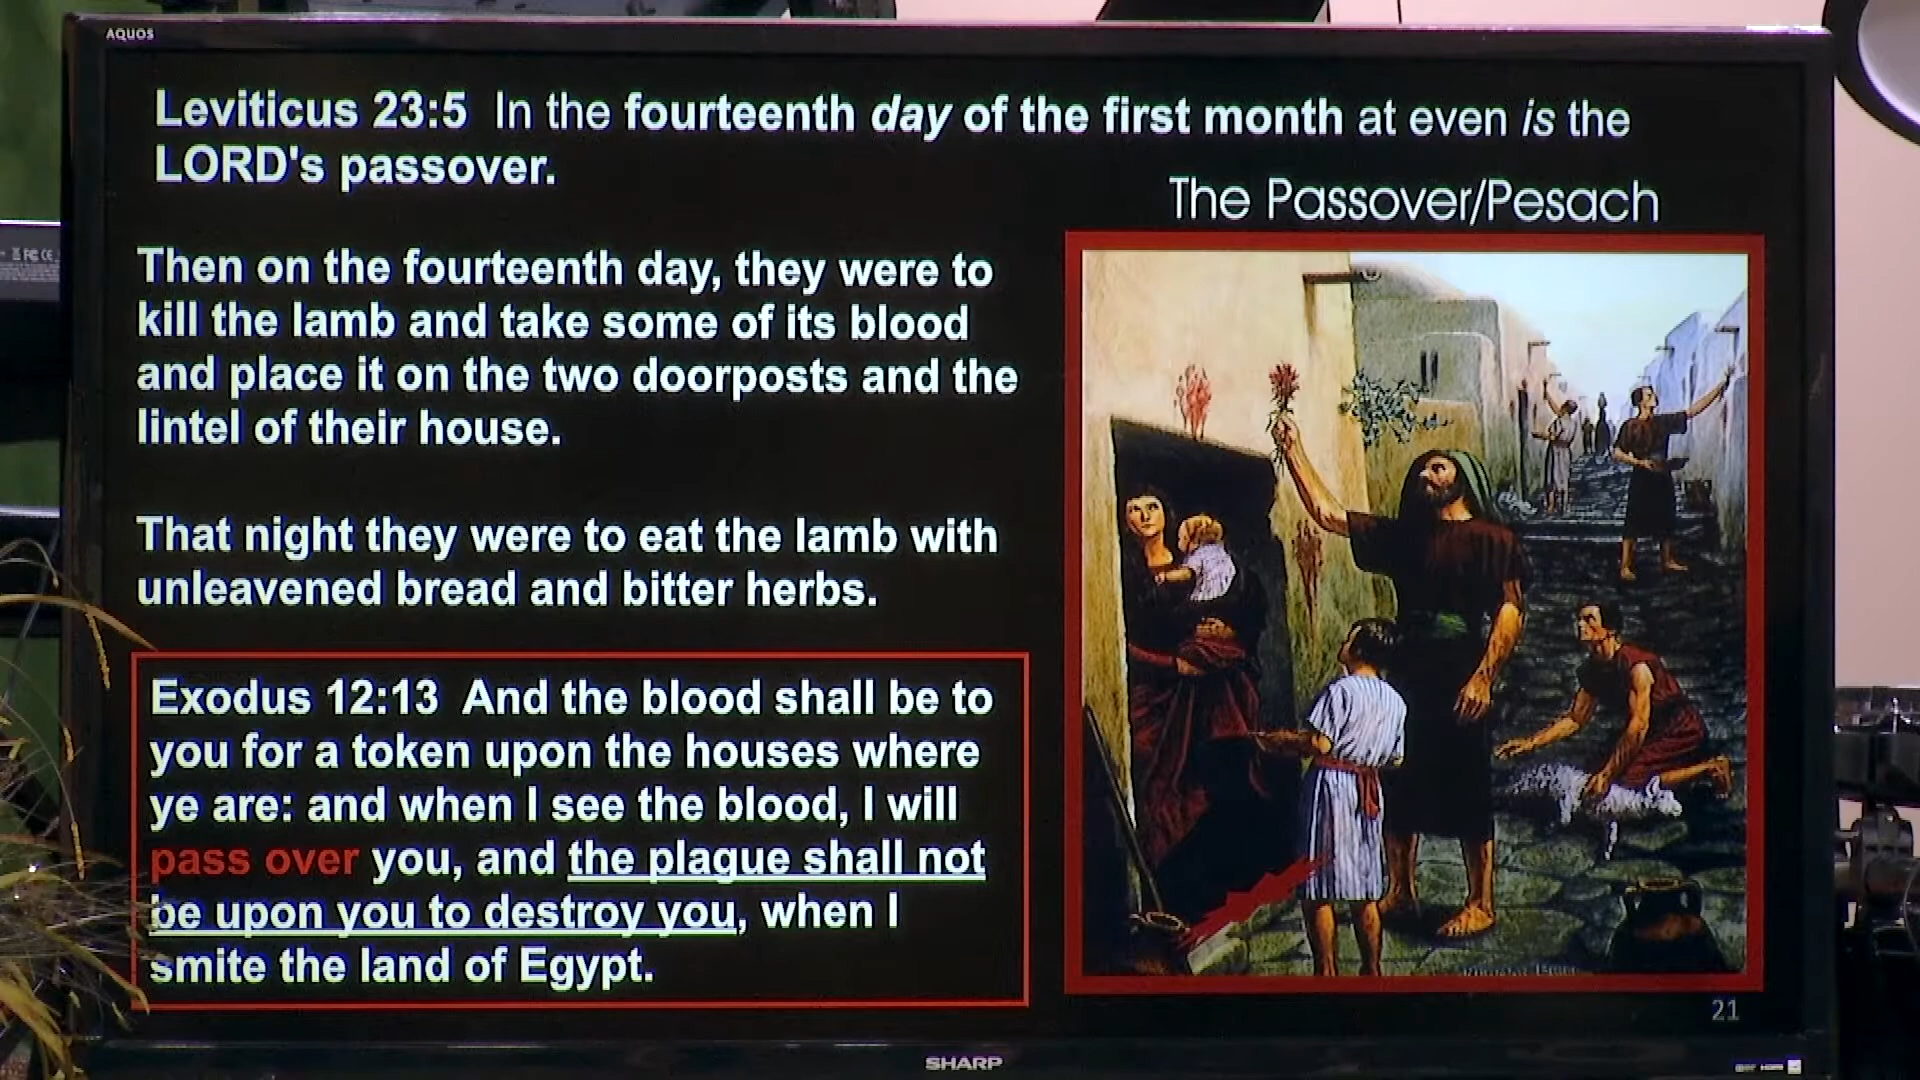 AQUOS
Leviticus 23:5 In the fourteenth day of the first month at even is the
LORD's passover.
The Passover/Pesach
Then on the fourteenth day, they were to
kill the lamb and take some of its blood
and place it on the two doorposts and the
lintel of their house.
That night they were to eat the lamb with
unleavened bread and bitter herbs.
Exodus 12:13 And the blood shall be to
you for a token upon the houses where
ye are: and when I see the blood, I will
pass over you, and the plague shall not
be upon you to destroy you, when I
smite the land of Egypt.
21
SHARP